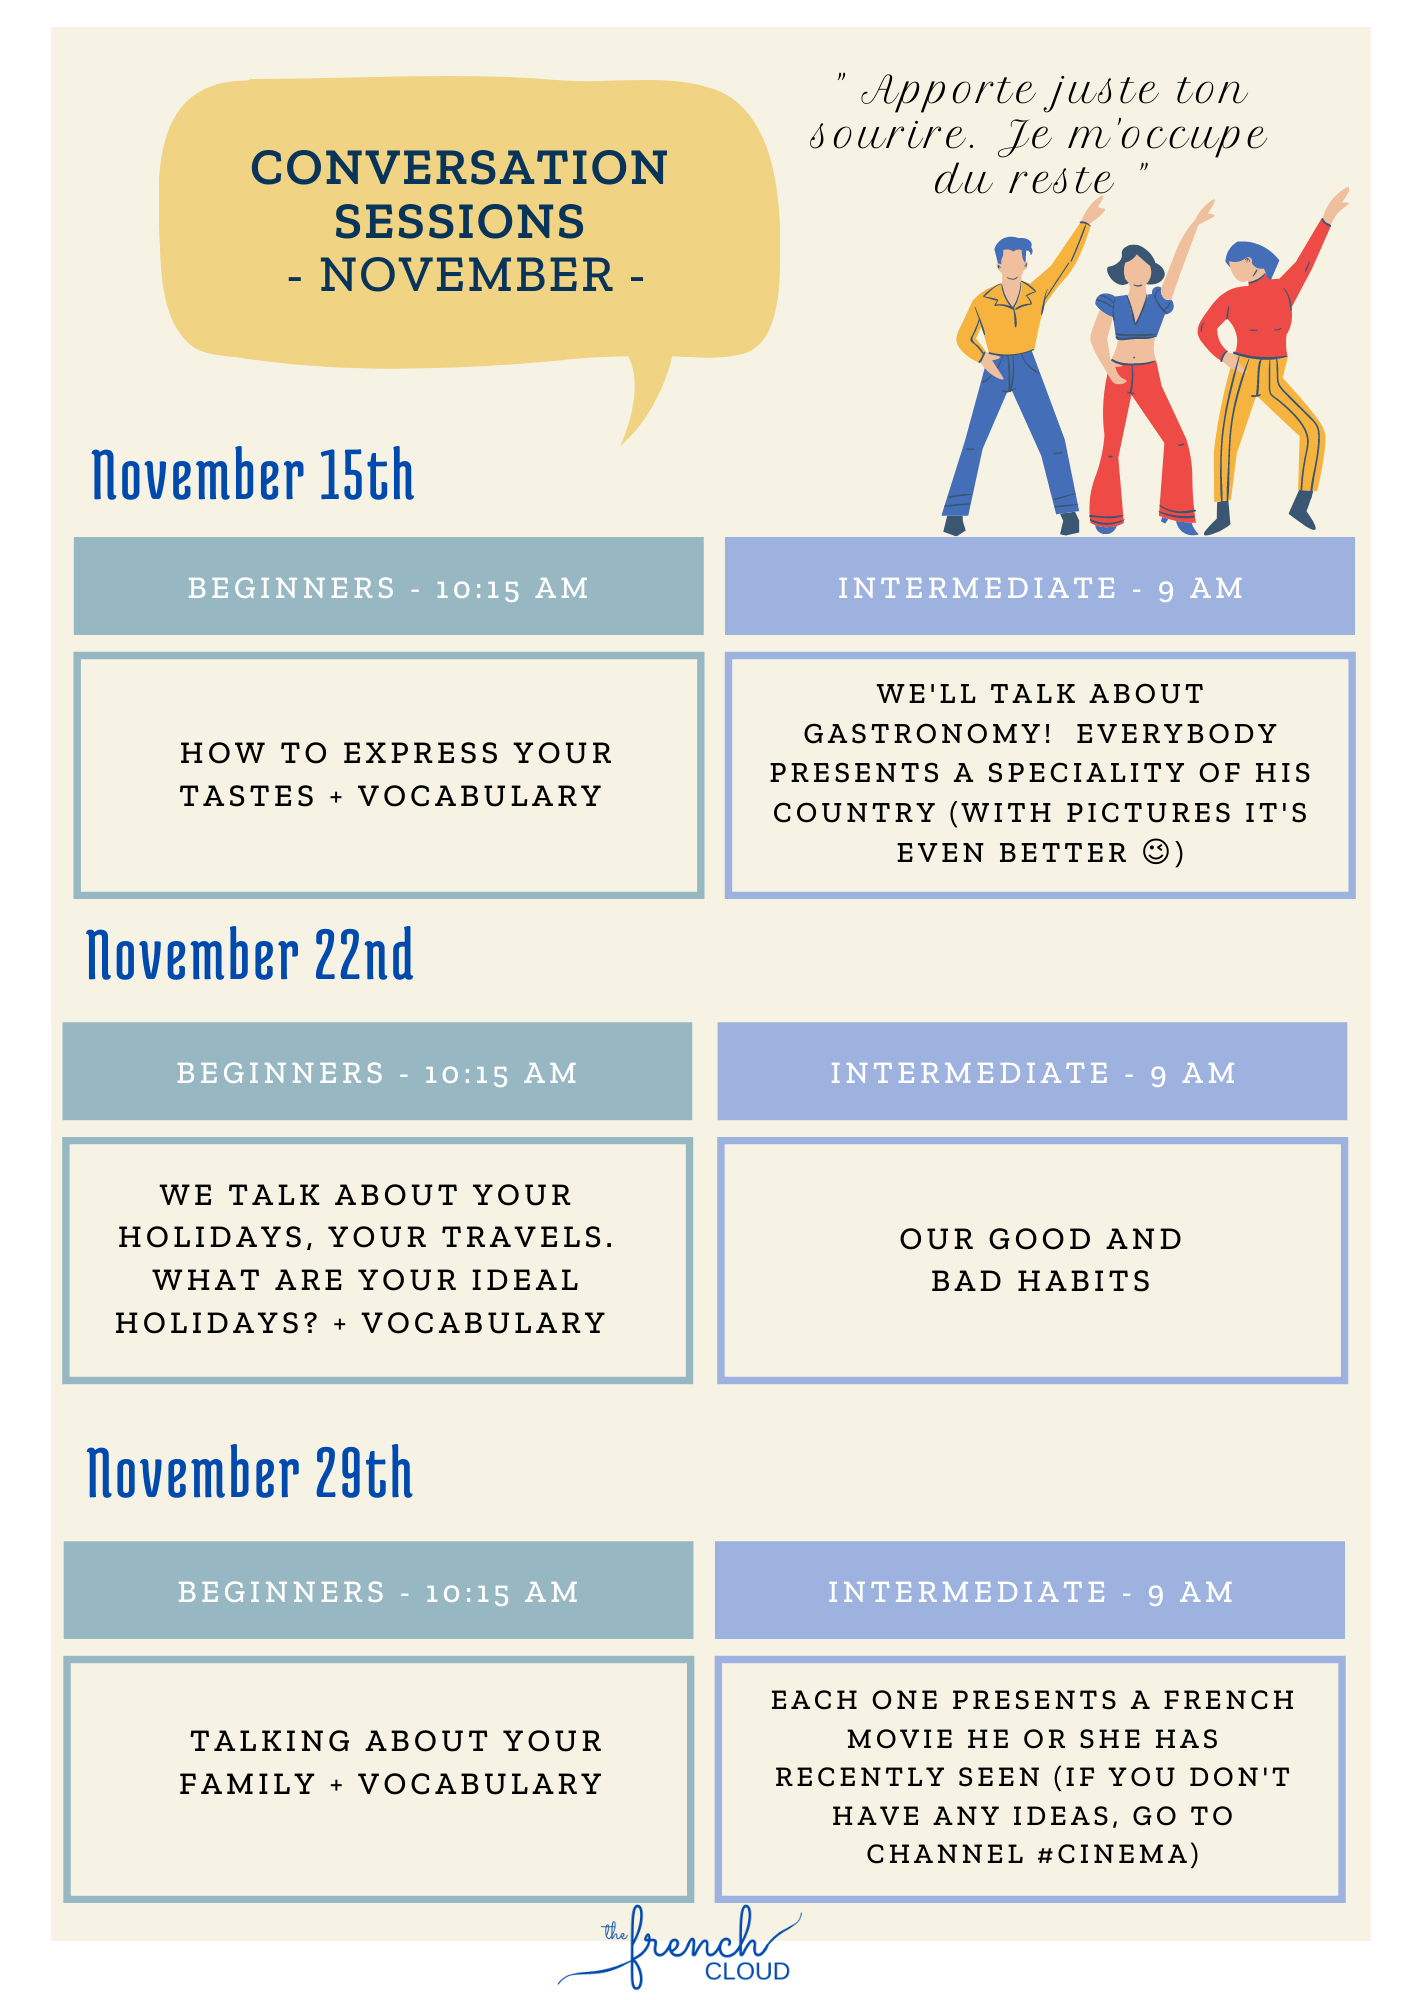 CONVERSATION
SESSIONS
- NOVEMBER -
" Apporte juste ton
sourire. Je m'occupe
du reste "
November 15th
BEGINNERS - 10:15 AM
HOW TO EXPRESS YOUR
TASTES + VOCABULARY
INTERMEDIATE - 9 AM
WE'LL TALK ABOUT
GASTRONOMY! EVERYBODY
PRESENTS A SPECIALITY OF HIS
COUNTRY (WITH PICTURES IT'S
EVEN BETTER 😉)
November 22nd
BEGINNERS - 10:15 AM
WE TALK ABOUT YOUR
HOLIDAYS, YOUR TRAVELS.
WHAT ARE YOUR IDEAL
HOLIDAYS? + VOCABULARY
INTERMEDIATE - 9 AM
OUR GOOD AND
BAD HABITS
November 29th
BEGINNERS - 10:15 AM
TALKING ABOUT YOUR
FAMILY + VOCABULARY
INTERMEDIATE - 9 AM
EACH ONE PRESENTS A FRENCH
MOVIE HE OR SHE HAS
RECENTLY SEEN (IF YOU DON'T
HAVE ANY IDEAS, GO TO
CHANNEL #CINEMA)
the french
CLOUD